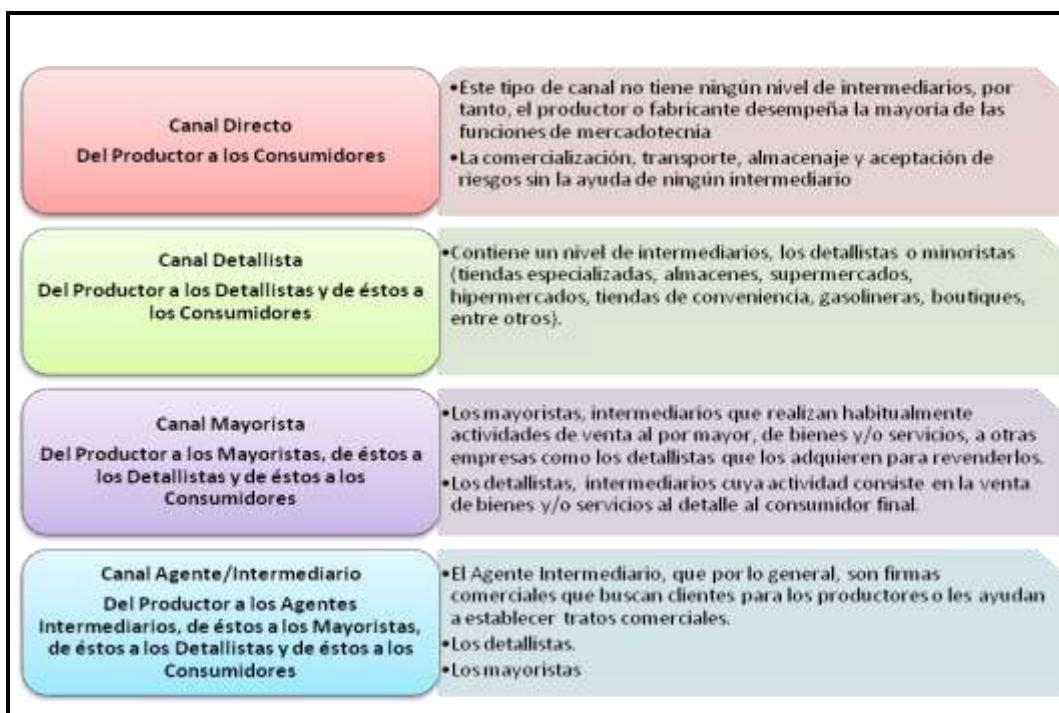 Canal Directo
Del Productor a los Consumidores
•Este tipo de canal no tiene ningún nivel de intermediarios, por
tanto, el productor o fabricante desempeña la mayoría de las
funciones de mercadotecnia
•La comercialización, transporte, almacenaje y aceptación de
riesgos sin la ayuda de ningún intermediario
Canal Detallista
Del Productor a los Detallistas y de éstos a
los Consumidores
•Contiene un nivel de intermediarios, los detallistas o minoristas
(tiendas especializadas, almacenes, supermercados,
hipermercados, tiendas de conveniencia, gasolineras, boutiques,
entre otros).
Canal Mayorista
Del Productor a los Mayoristas, de éstos a
los Detallistas y de éstos a los
Consumidores
•Los mayoristas, intermediarios que realizan habitualmente
actividades de venta al por mayor, de bienes y/o servicios, a otras
empresas como los detallistas que los adquieren para revenderlos.
•Los detallistas, intermediarios cuya actividad consiste en la venta
de bienes y/o servicios al detalle al consumidor final.
Canal Agente/Intermediario
Del Productor a los Agentes
Intermediarios, de éstos a los Mayoristas,
de éstos a los Detallistas y de éstos a los
Consumidores
•El Agente Intermediario, que por lo general, son firmas
comerciales que buscan clientes para los productores o les ayudan
a establecer tratos comerciales.
•Los detallistas.
•Los mayoristas